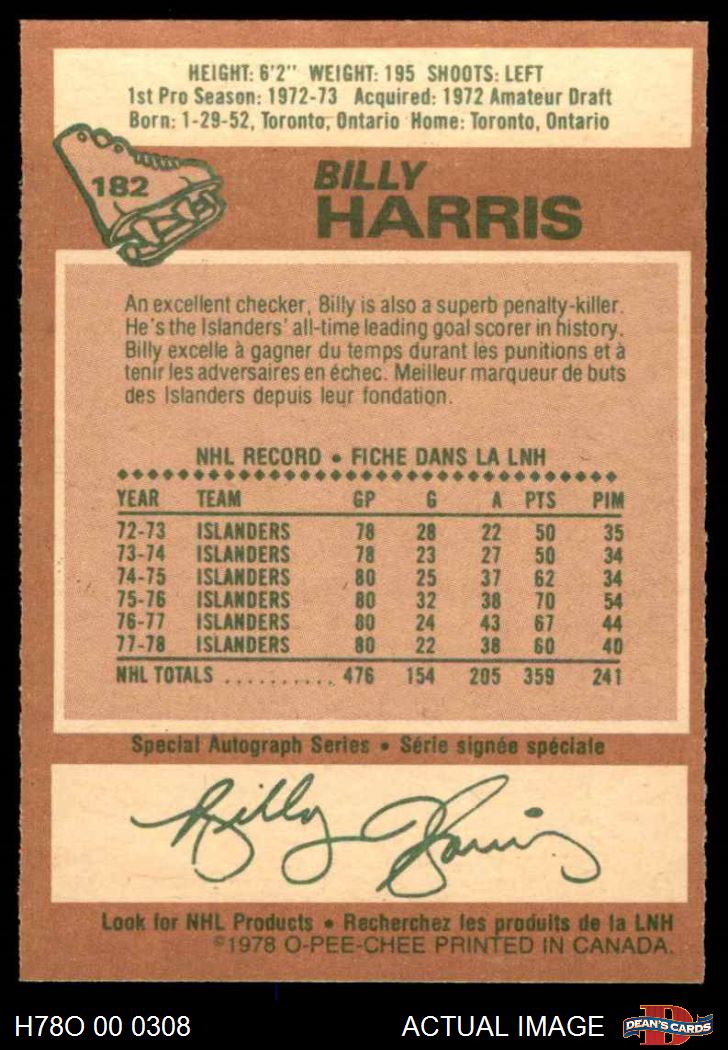 HEIGHT: 6'2" WEIGHT: 195 SHOOTS: LEFT
1st Pro Season: 1972-73 Acquired: 1972 Amateur Draft
Born: 1-29-52, Toronto, Ontario Home: Toronto, Ontario
182
BILLY
HARRIS
An excellent checker, Billy is also a superb penalty-killer.
He's the Islanders' all-time leading goal scorer in history.
Billy excelle à gagner du temps durant les punitions et à
tenir les adversaires en échec. Meilleur marqueur de buts
des Islanders depuis leur fondation.
NHL RECORD • FICHE DANS LA LNH
YEAR TEAM GP G A PTS PIM
72-73 ISLANDERS 78 28 22 50 35
73-74 ISLANDERS 78 23 27 50 34
74-75 ISLANDERS 80 25 37 62 34
75-76 ISLANDERS 80 32 38 70 54
76-77 ISLANDERS 80 24 43 67 44
77-78 ISLANDERS 80 22 38 60 40
NHL TOTALS .......... 476 154 205 359 241
Special Autograph Series • Série signée spéciale
Billy Harris
Look for NHL Products • Recherchez les produits de la LNH
©1978 O-PEE-CHEE PRINTED IN CANADA.
H78O 00 0308 ACTUAL IMAGE D DEAN'S CARDS